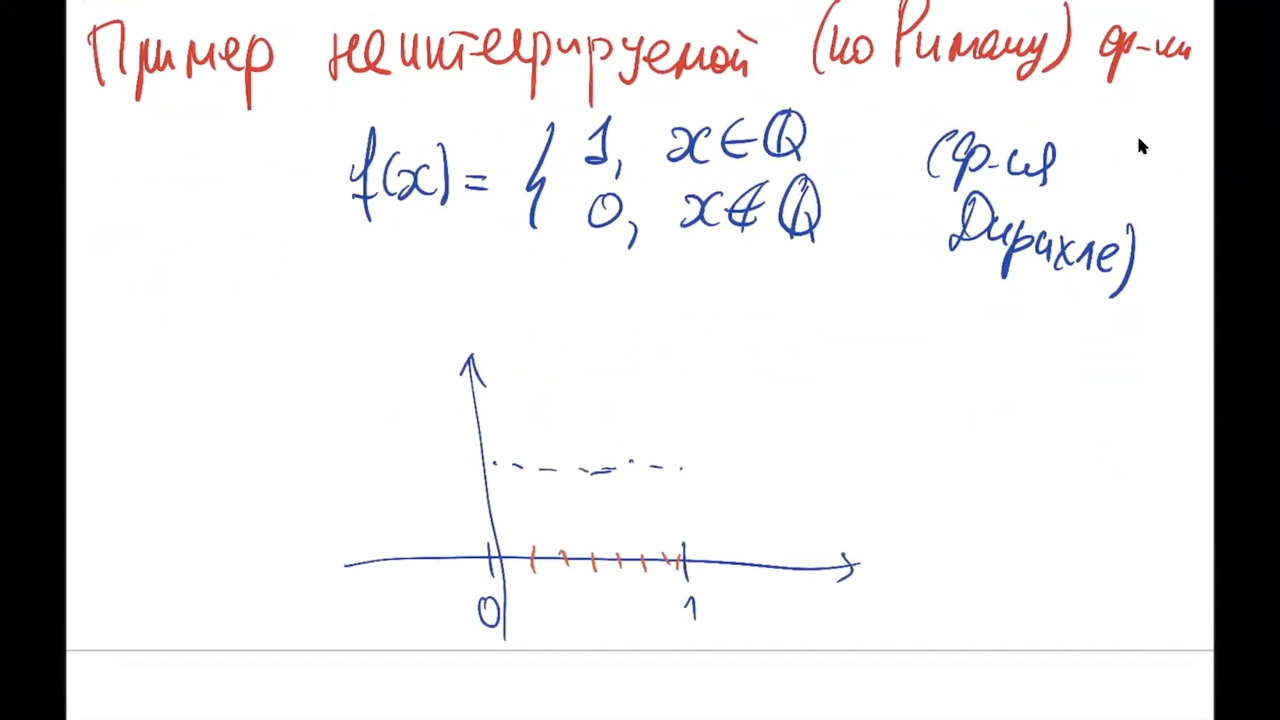 Пример неинтегрируемой (по Риману) ф-ии
f(x) = { 1, x ∈ ℚ
0, x ∉ ℚ
(ф-ия
Дирихле)
0 1